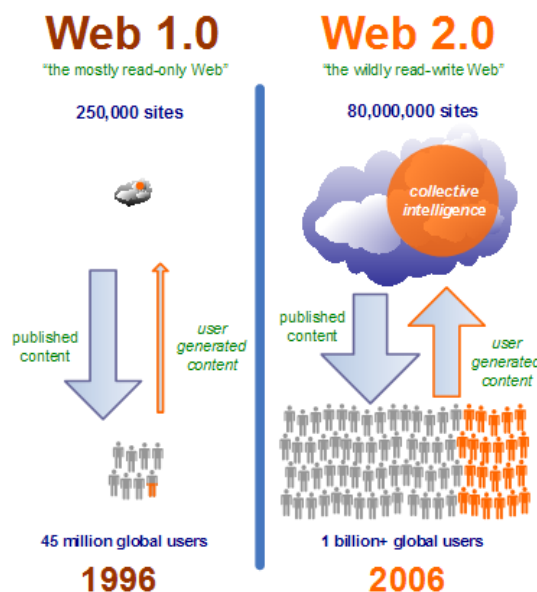 Web 1.0
"the mostly read-only Web"
250,000 sites
published
content
user
generated
content
45 million global users
1996
Web 2.0
"the wildly read-write Web"
80,000,000 sites
collective
intelligence
published
content
user
generated
content
1 billion+ global users
2006